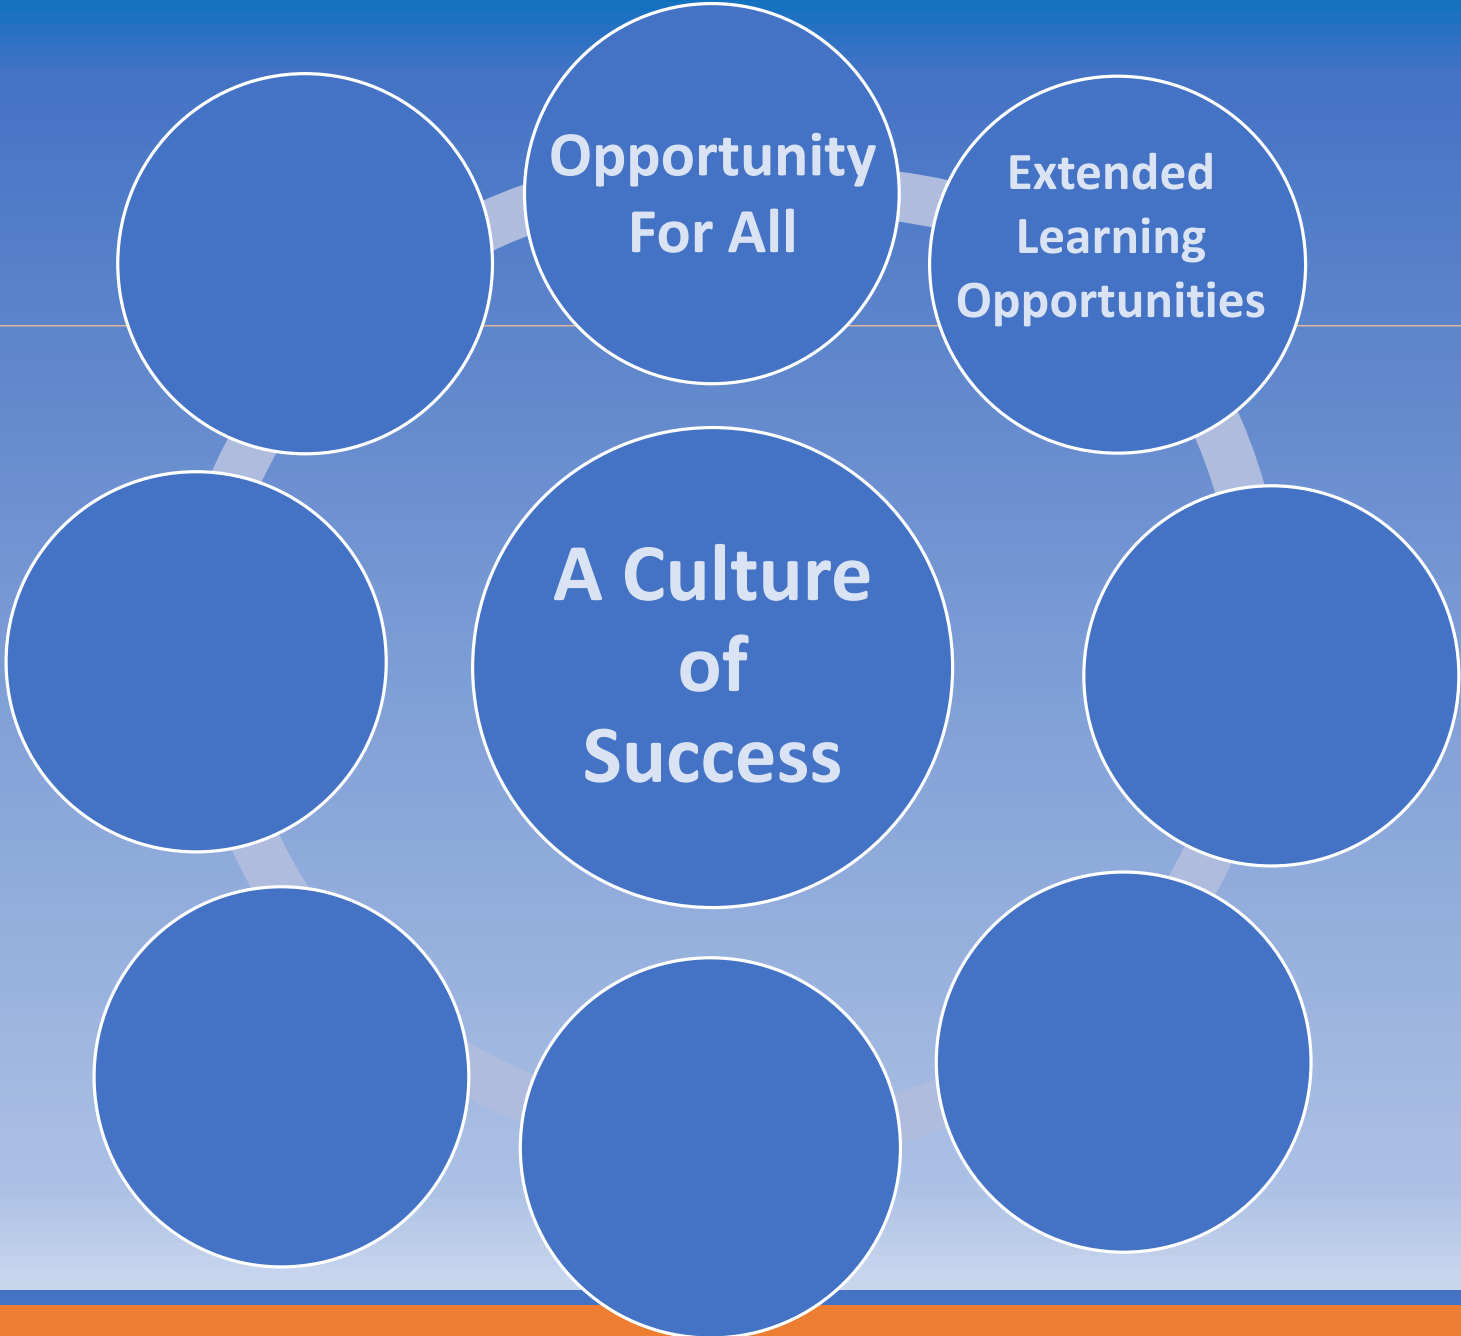 Opportunity
For All
Extended
Learning
Opportunities
A Culture
of
Success